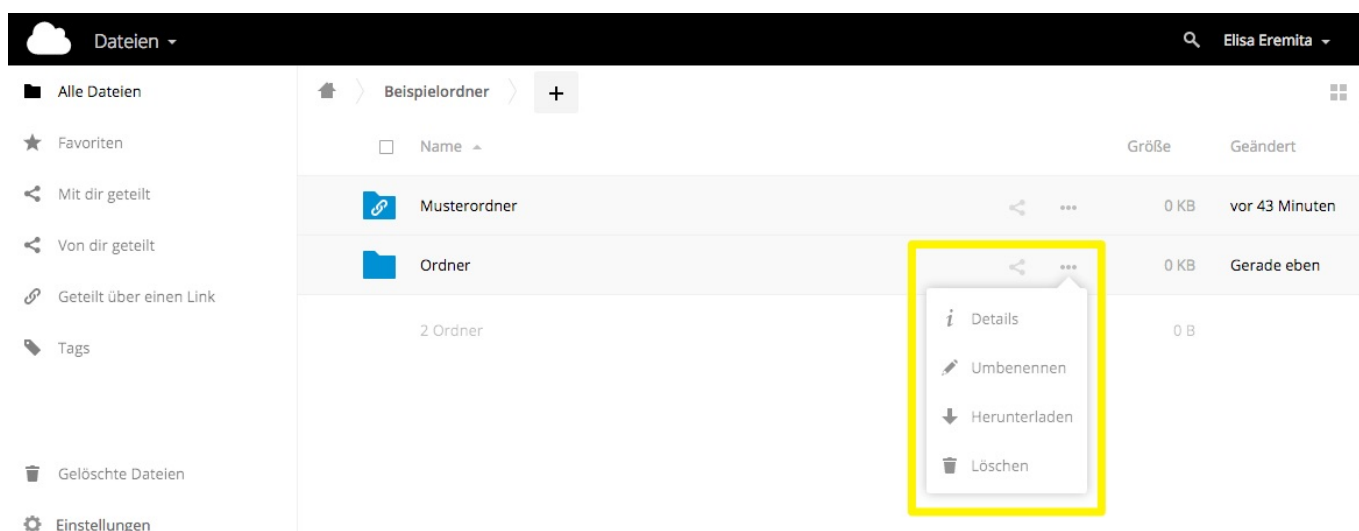 Dateien
Elisa Eremita
Alle Dateien
Beispielordner
+
Favoriten
Name
Größe
Geändert
Mit dir geteilt
Musterordner
0 KB
vor 43 Minuten
Von dir geteilt
Ordner
0 KB
Gerade eben
Geteilt über einen Link
2 Ordner
0 B
Tags
i Details
Umbenennen
Herunterladen
Löschen
Gelöschte Dateien
Einstellungen